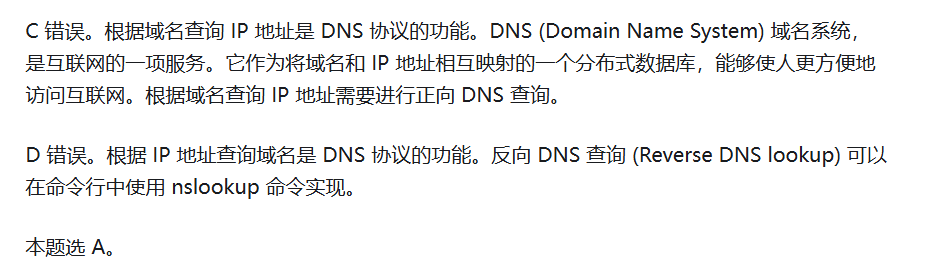 C 错误。根据域名查询 IP 地址是 DNS 协议的功能。DNS (Domain Name System) 域名系统，
是互联网的一项服务。它作为将域名和 IP 地址相互映射的一个分布式数据库，能够使人更方便地
访问互联网。根据域名查询 IP 地址需要进行正向 DNS 查询。
D 错误。根据 IP 地址查询域名是 DNS 协议的功能。反向 DNS 查询 (Reverse DNS lookup) 可以
在命令行中使用 nslookup 命令实现。
本题选 A。